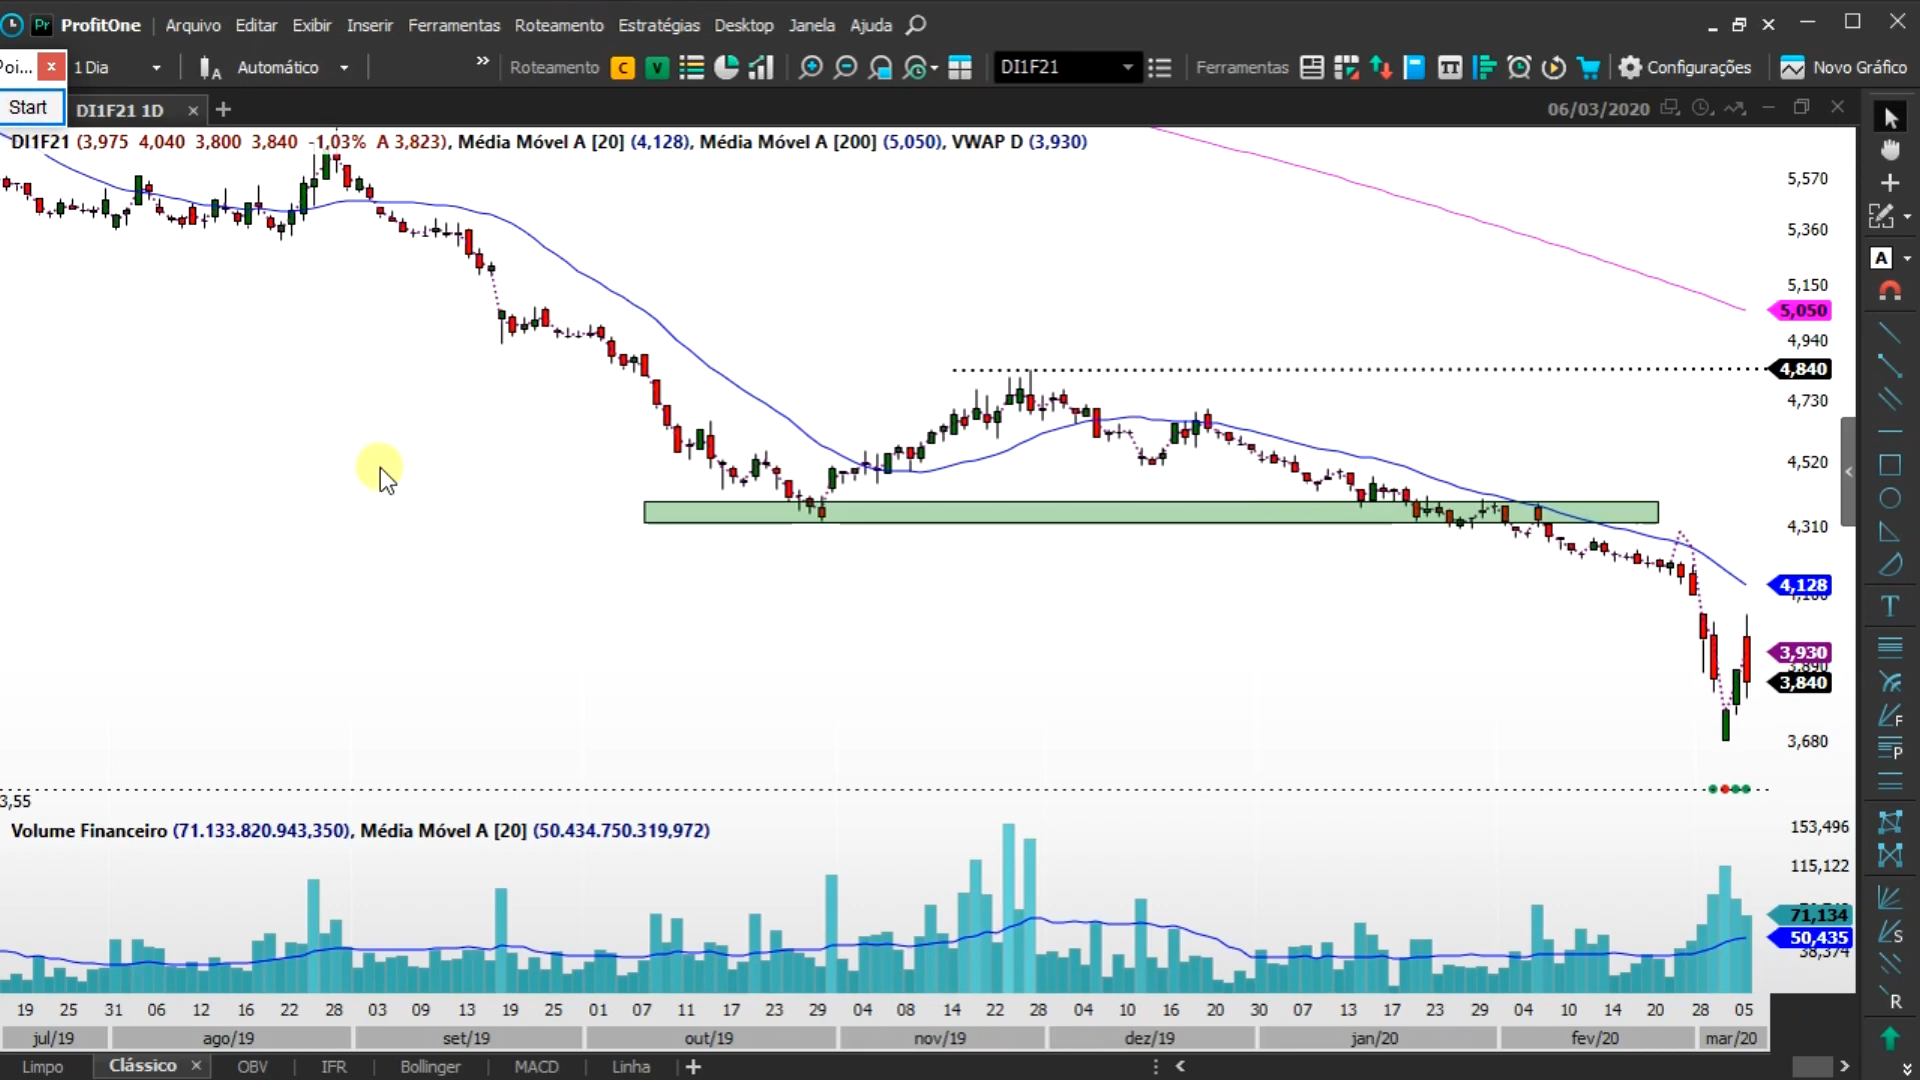 Pr ProfitOne Arquivo Editar Exibir Inserir Ferramentas Roteamento Estratégias Desktop Janela Ajuda
Poi... x 1 Dia A Automático » Roteamento C V DI1F21 Ferramentas TT Configurações Novo Gráfico
Start DI1F21 1D 06/03/2020
DI1F21 (3,975 4,040 3,800 3,840 -1,03% A 3,823), Média Móvel A [20] (4,128), Média Móvel A [200] (5,050), VWAP D (3,930)
5,570
5,360
5,150
5,050
4,940
4,840
4,730
4,520
4,310
4,128
3,930
3,890
3,840
3,680
3,55
Volume Financeiro (71.133.820.943,350), Média Móvel A [20] (50.434.750.319,972)
153,496
115,122
71,134
50,435
38,374
19 25 31 06 12 16 22 28 03 09 13 19 25 01 07 11 17 23 29 04 08 14 22 28 04 10 16 20 30 07 13 17 23 29 04 10 14 20 28 05
jul/19 ago/19 set/19 out/19 nov/19 dez/19 jan/20 fev/20 mar/20
Limpo Clássico OBV IFR Bollinger MACD Linha
A
T
F
P
S
R